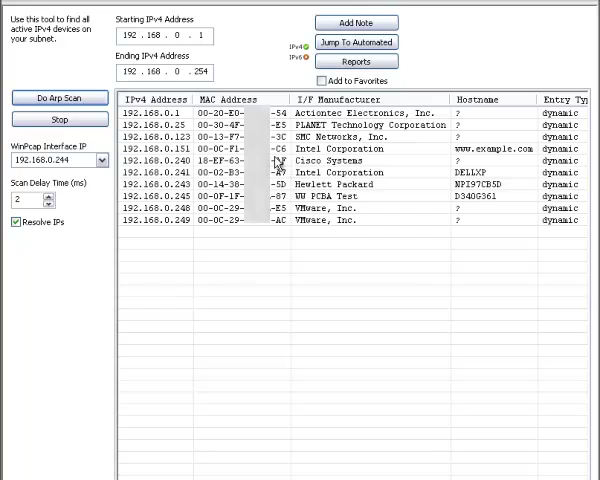 Use this tool to find all
active IPv4 devices on
your subnet.
Starting IPv4 Address
192 . 168 . 0 . 1
Ending IPv4 Address
192 . 168 . 0 .254
Add Note
IPv4
Jump To Automated
IPv6
Reports
Add to Favorites
Do Arp Scan
Stop
WinPcap Interface IP
192.168.0.244
Scan Delay Time (ms)
2
Resolve IPs
IPv4 Address MAC Address I/F Manufacturer Hostname Entry Typ
192.168.0.1 00-20-E0- -54 Actiontec Electronics, Inc. ? dynamic
192.168.0.25 00-30-4F- -E5 PLANET Technology Corporation ? dynamic
192.168.0.123 00-13-F7- -3C SMC Networks, Inc. ? dynamic
192.168.0.151 00-0C-F1- -C6 Intel Corporation www.example.com dynamic
192.168.0.240 18-EF-63- Cisco Systems ? dynamic
192.168.0.241 00-02-B3- -A7 Intel Corporation DELLXP dynamic
192.168.0.243 00-14-38- -5D Hewlett Packard NPI97CB5D dynamic
192.168.0.245 00-0F-1F- -87 WW PCBA Test D340G361 dynamic
192.168.0.248 00-0C-29- -E5 VMware, Inc. ? dynamic
192.168.0.249 00-0C-29- -AC VMware, Inc. ? dynamic